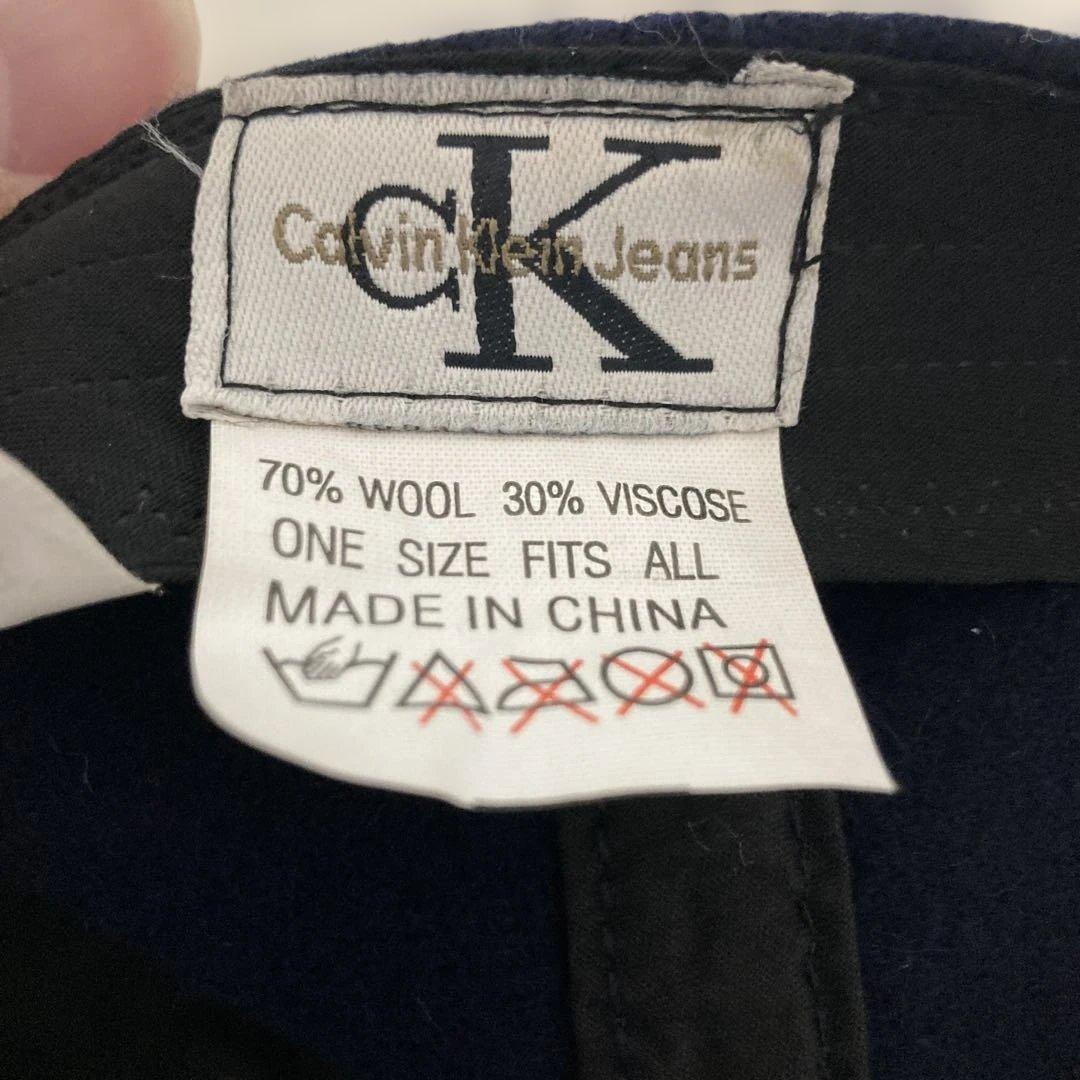 CK
Calvin Klein Jeans
70% WOOL 30% VISCOSE
ONE SIZE FITS ALL
MADE IN CHINA